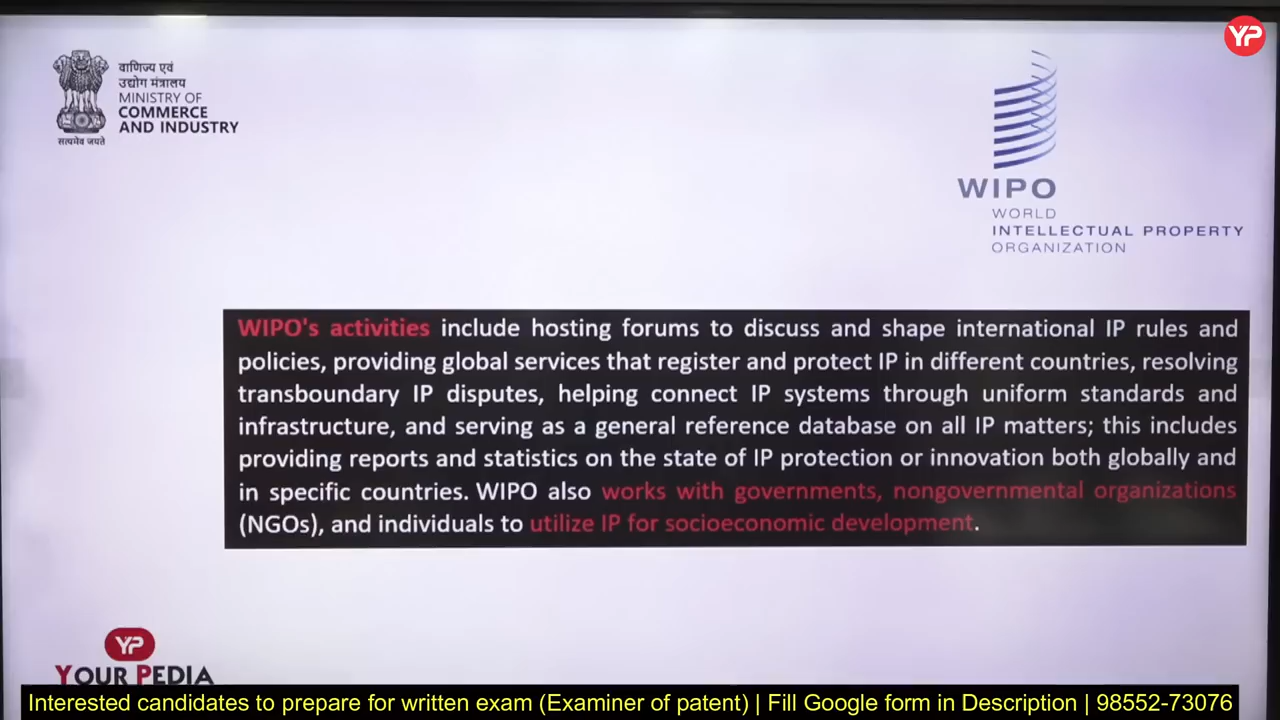 YP
वाणिज्य एवं
उद्योग मंत्रालय
MINISTRY OF
COMMERCE
AND INDUSTRY
सत्यमेव जयते
WIPO
WORLD
INTELLECTUAL PROPERTY
ORGANIZATION
WIPO's activities include hosting forums to discuss and shape international IP rules and
policies, providing global services that register and protect IP in different countries, resolving
transboundary IP disputes, helping connect IP systems through uniform standards and
infrastructure, and serving as a general reference database on all IP matters; this includes
providing reports and statistics on the state of IP protection or innovation both globally and
in specific countries. WIPO also works with governments, nongovernmental organizations
(NGOs), and individuals to utilize IP for socioeconomic development.
YP
YOUR PEDIA
Interested candidates to prepare for written exam (Examiner of patent) | Fill Google form in Description | 98552-73076